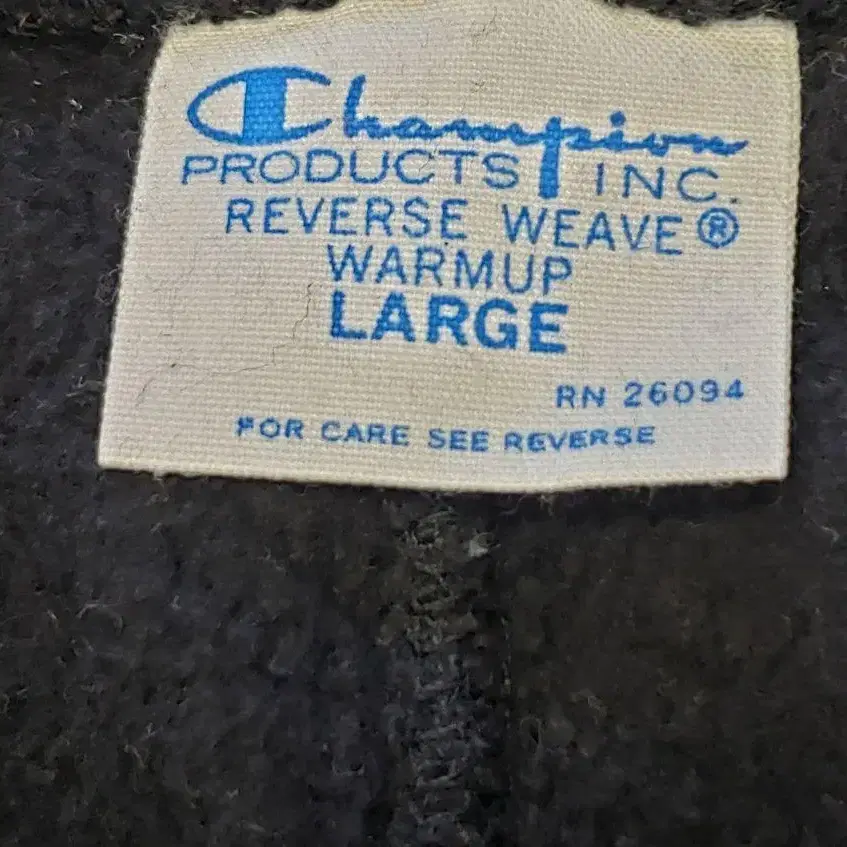 Champion
PRODUCTS INC.
REVERSE WEAVE®
WARMUP
LARGE
RN 26094
FOR CARE SEE REVERSE